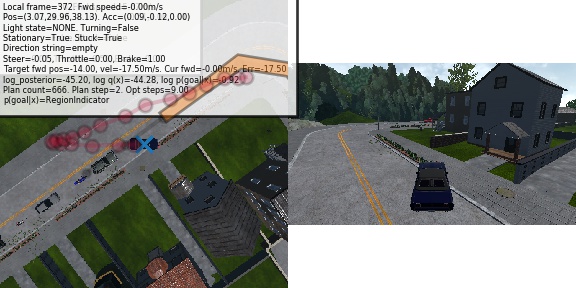 Local frame=372: Fwd speed=-0.00m/s
Pos=(3.07,29.96,38.13). Acc=(0.09,-0.12,0.00)
Light state=NONE. Turning=False
Stationary=True: Stuck=True
Direction string=empty
Steer=-0.05, Throttle=0.00, Brake=1.00
Target fwd pos=-14.00, vel=-17.50m/s. Cur fwd=-0.00m/s, Err=-17.50
log_posterior=-45.20, log q(x)=-44.28, log p(goal|x)=-0.92
Plan count=666. Plan step=2. Opt steps=9.00
p(goal|x)=RegionIndicator